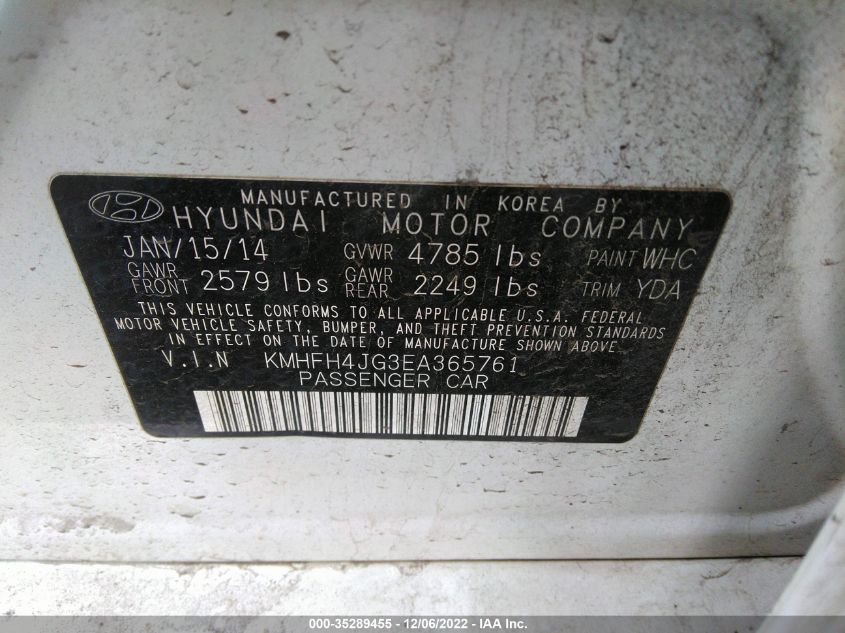 MANUFACTURED IN KOREA BY
HYUNDAI MOTOR COMPANY
JAN/15/14 GVWR 4785 lbs PAINT WHC
GAWR FRONT 2579 lbs GAWR REAR 2249 lbs TRIM YDA
THIS VEHICLE CONFORMS TO ALL APPLICABLE U.S.A. FEDERAL
MOTOR VEHICLE SAFETY, BUMPER, AND THEFT PREVENTION STANDARDS
IN EFFECT ON THE DATE OF MANUFACTURE SHOWN ABOVE
V.I.N KMHFH4JG3EA365761
PASSENGER CAR
000-35289455 - 12/06/2022 - IAA Inc.